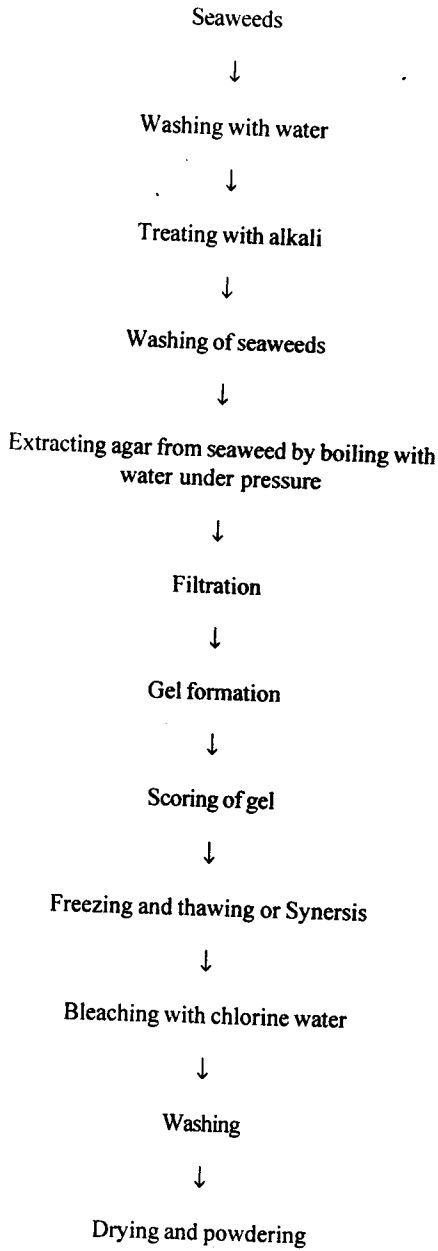 Seaweeds
↓
Washing with water
↓
Treating with alkali
↓
Washing of seaweeds
↓
Extracting agar from seaweed by boiling with
water under pressure
↓
Filtration
↓
Gel formation
↓
Scoring of gel
↓
Freezing and thawing or Synersis
↓
Bleaching with chlorine water
↓
Washing
↓
Drying and powdering